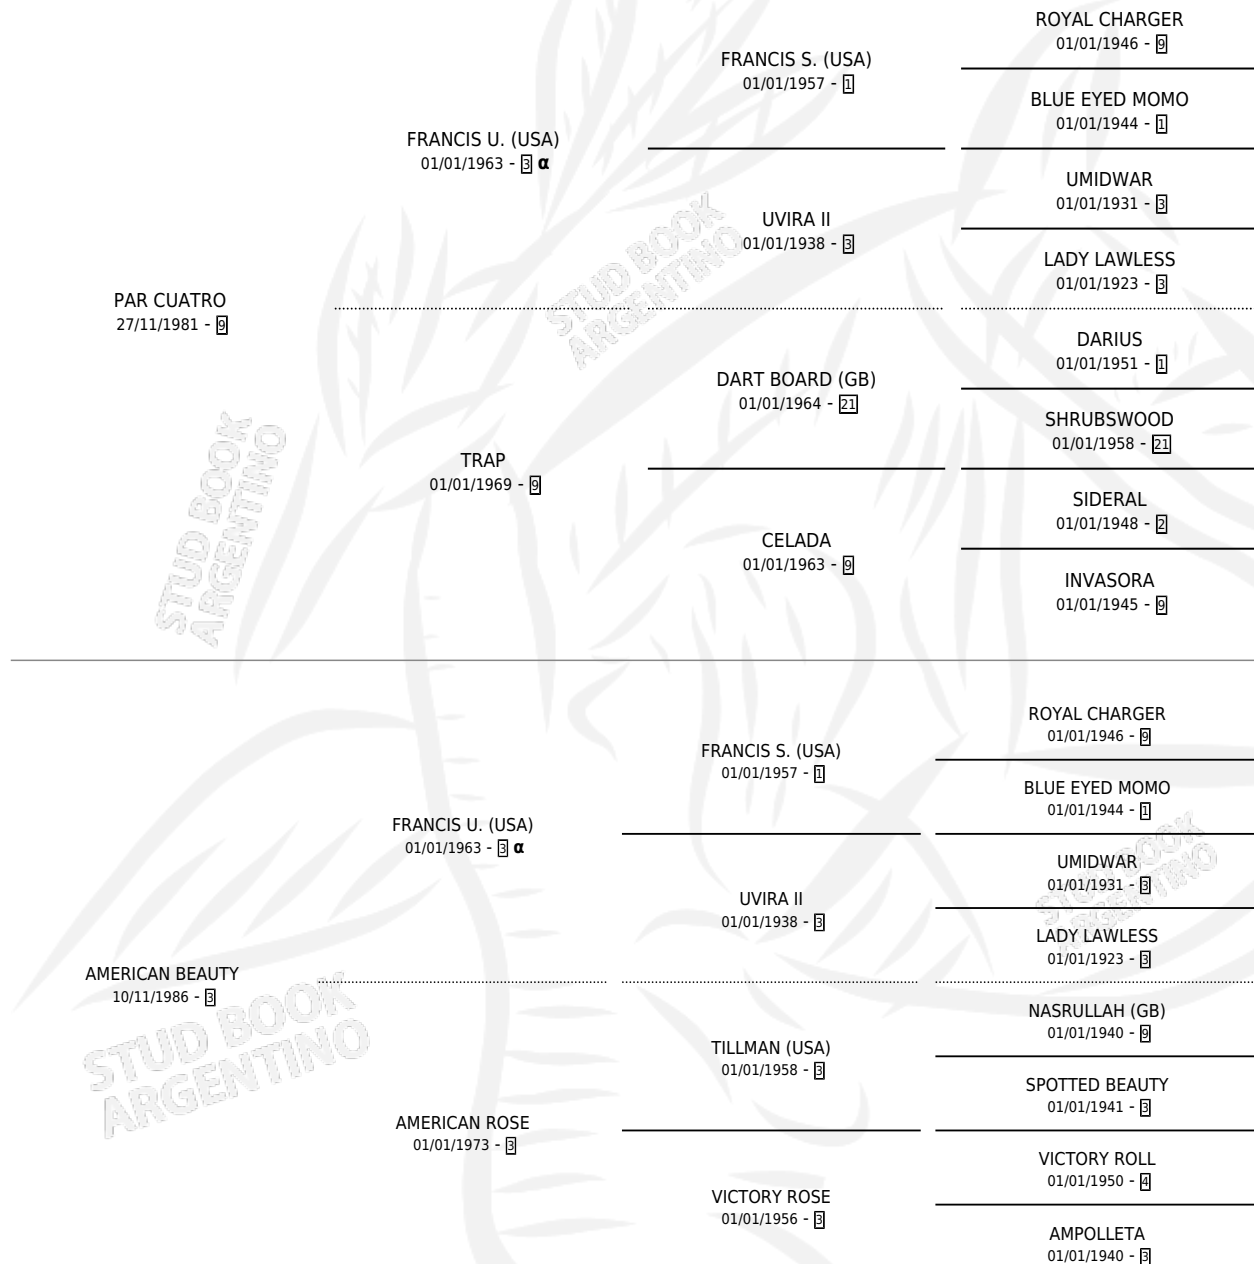 ROYAL CHARGER
01/01/1946 - 9
FRANCIS S. (USA)
01/01/1957 - 1
BLUE EYED MOMO
01/01/1944 - 1
FRANCIS U. (USA)
01/01/1963 - 3 α
UMIDWAR
01/01/1931 - 3
UVIRA II
01/01/1938 - 3
LADY LAWLESS
01/01/1923 - 3
STUD BOOK
ARGENTINO
PAR CUATRO
27/11/1981 - 9
DARIUS
01/01/1951 - 1
DART BOARD (GB)
01/01/1964 - 21
SHRUBSWOOD
01/01/1958 - 21
TRAP
01/01/1969 - 9
SIDERAL
01/01/1948 - 2
CELADA
01/01/1963 - 9
INVASORA
01/01/1945 - 9
STUD BOOK
ARGENTINO
ROYAL CHARGER
01/01/1946 - 9
FRANCIS S. (USA)
01/01/1957 - 1
BLUE EYED MOMO
01/01/1944 - 1
FRANCIS U. (USA)
01/01/1963 - 3 α
UMIDWAR
01/01/1931 - 3
UVIRA II
01/01/1938 - 3
LADY LAWLESS
01/01/1923 - 3
STUD BOOK
ARGENTINO
AMERICAN BEAUTY
10/11/1986 - 3
NASRULLAH (GB)
01/01/1940 - 9
TILLMAN (USA)
01/01/1958 - 3
SPOTTED BEAUTY
01/01/1941 - 3
STUD BOOK
ARGENTINO
AMERICAN ROSE
01/01/1973 - 3
VICTORY ROLL
01/01/1950 - 4
VICTORY ROSE
01/01/1956 - 3
AMPOLLETA
01/01/1940 - 3